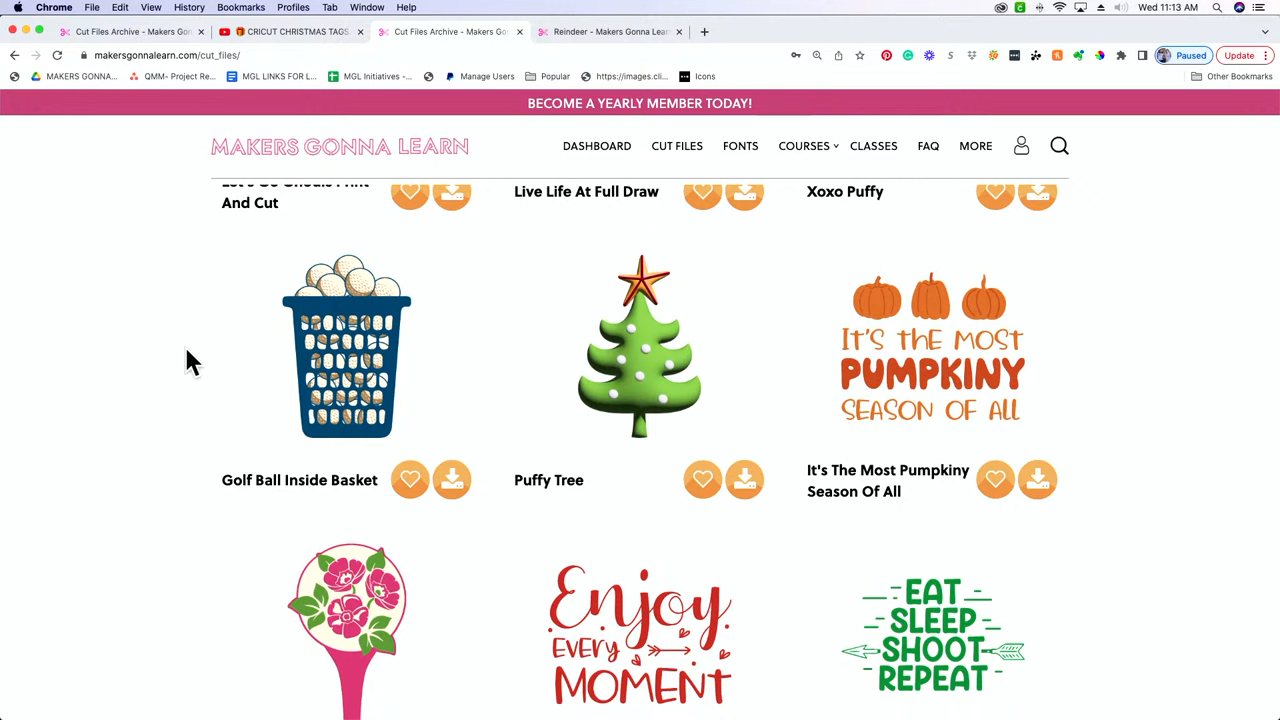 Chrome File Edit View History Bookmarks Profiles Tab Window Help Wed 11:13 AM
Cut Files Archive - Makers Gon CRICUT CHRISTMAS TAGS Cut Files Archive - Makers Gon Reindeer - Makers Gonna Lear
makersgonnalearn.com/cut_files/ Paused Update
MAKERS GONNA... QMM- Project Re... MGL LINKS FOR L... MGL Initiatives -... Manage Users Popular https://images.cli... Icons Other Bookmarks
BECOME A YEARLY MEMBER TODAY!
MAKERS GONNA LEARN DASHBOARD CUT FILES FONTS COURSES CLASSES FAQ MORE
Let's Go Ghouls Print
And Cut
Live Life At Full Draw
Xoxo Puffy
IT'S THE MOST
PUMPKINY
SEASON OF ALL
Golf Ball Inside Basket
Puffy Tree
It's The Most Pumpkiny
Season Of All
Enjoy
EVERY
MOMENT
EAT
SLEEP
SHOOT
REPEAT